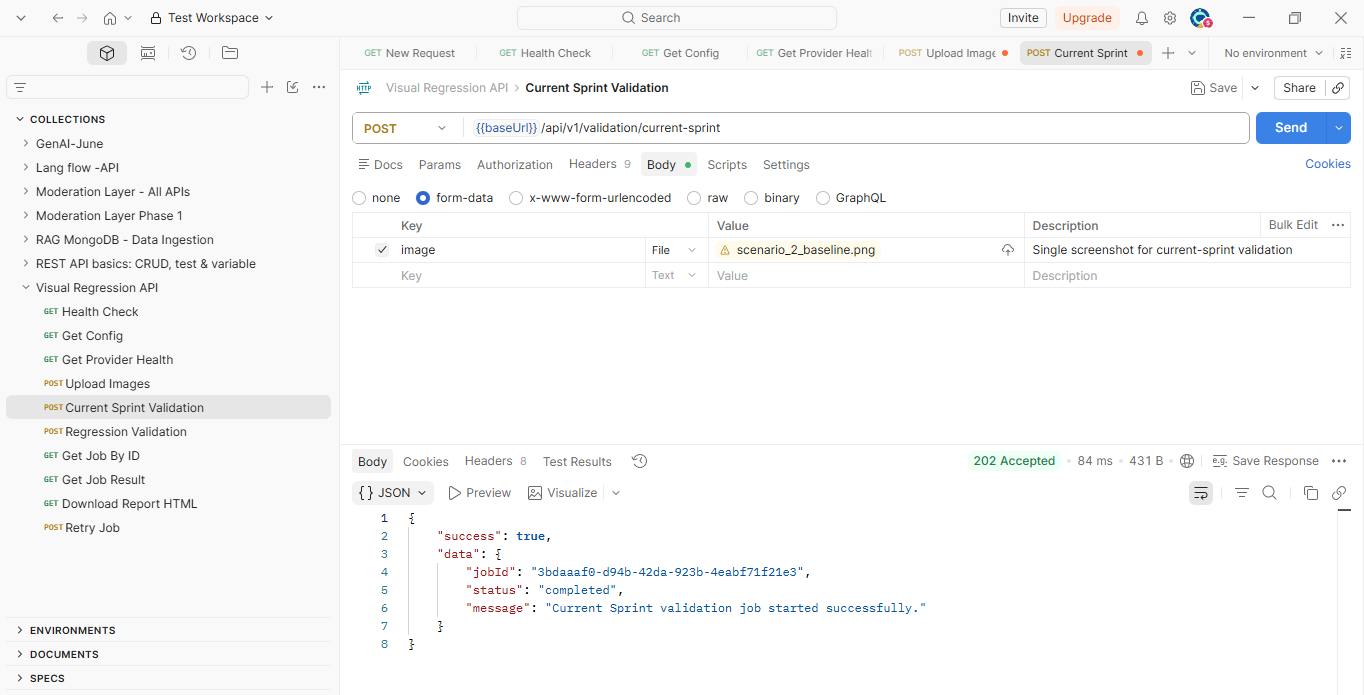 Test Workspace
Search
Invite
Upgrade
GET New Request
GET Health Check
GET Get Config
GET Get Provider Healt
POST Upload Image
POST Current Sprint
No environment
HTTP Visual Regression API > Current Sprint Validation
Save
Share
POST
{{baseUrl}} /api/v1/validation/current-sprint
Send
Docs
Params
Authorization
Headers 9
Body
Scripts
Settings
Cookies
none
form-data
x-www-form-urlencoded
raw
binary
GraphQL
Key Value Description Bulk Edit
image File scenario_2_baseline.png Single screenshot for current-sprint validation
Key Text Value Description
COLLECTIONS
GenAI-June
Lang flow -API
Moderation Layer - All APIs
Moderation Layer Phase 1
RAG MongoDB - Data Ingestion
REST API basics: CRUD, test & variable
Visual Regression API
GET Health Check
GET Get Config
GET Get Provider Health
POST Upload Images
POST Current Sprint Validation
POST Regression Validation
GET Get Job By ID
GET Get Job Result
GET Download Report HTML
POST Retry Job
ENVIRONMENTS
DOCUMENTS
SPECS
Body
Cookies
Headers 8
Test Results
202 Accepted
84 ms
431 B
e.g. Save Response
{} JSON
Preview
Visualize
1 {
2 "success": true,
3 "data": {
4 "jobId": "3bdaaaf0-d94b-42da-923b-4eabf71f21e3",
5 "status": "completed",
6 "message": "Current Sprint validation job started successfully."
7 }
8 }